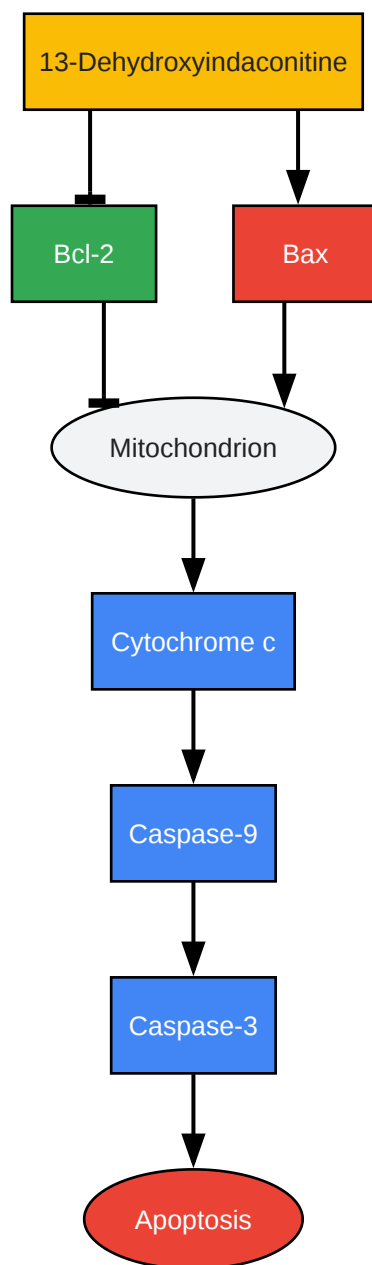 13-Dehydroxyindaconitine
Bcl-2
Bax
Mitochondrion
Cytochrome c
Caspase-9
Caspase-3
Apoptosis